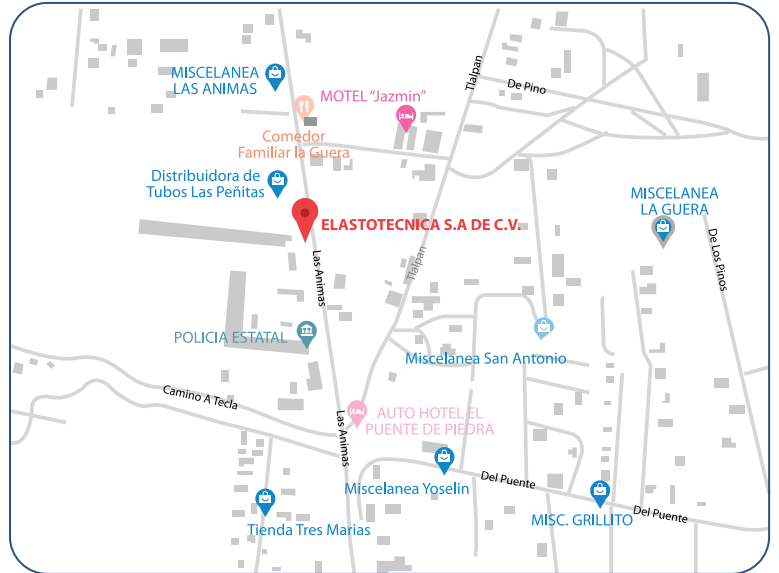 MISCELANEA
LAS ANIMAS
MOTEL "Jazmin"
Tlalpan
De Pino
Comedor
Familiar la Guera
Distribuidora de
Tubos Las Peñitas
MISCELANEA
LA GUERA
ELASTOTECNICA S.A DE C.V.
Las Animas
Tlalpan
De Los Pinos
POLICIA ESTATAL
Miscelanea San Antonio
Camino A Tecla
Las Animas
AUTO HOTEL EL
PUENTE DE PIEDRA
Miscelanea Yoselin
Del Puente
MISC. GRILLITO
Del Puente
Tienda Tres Marias